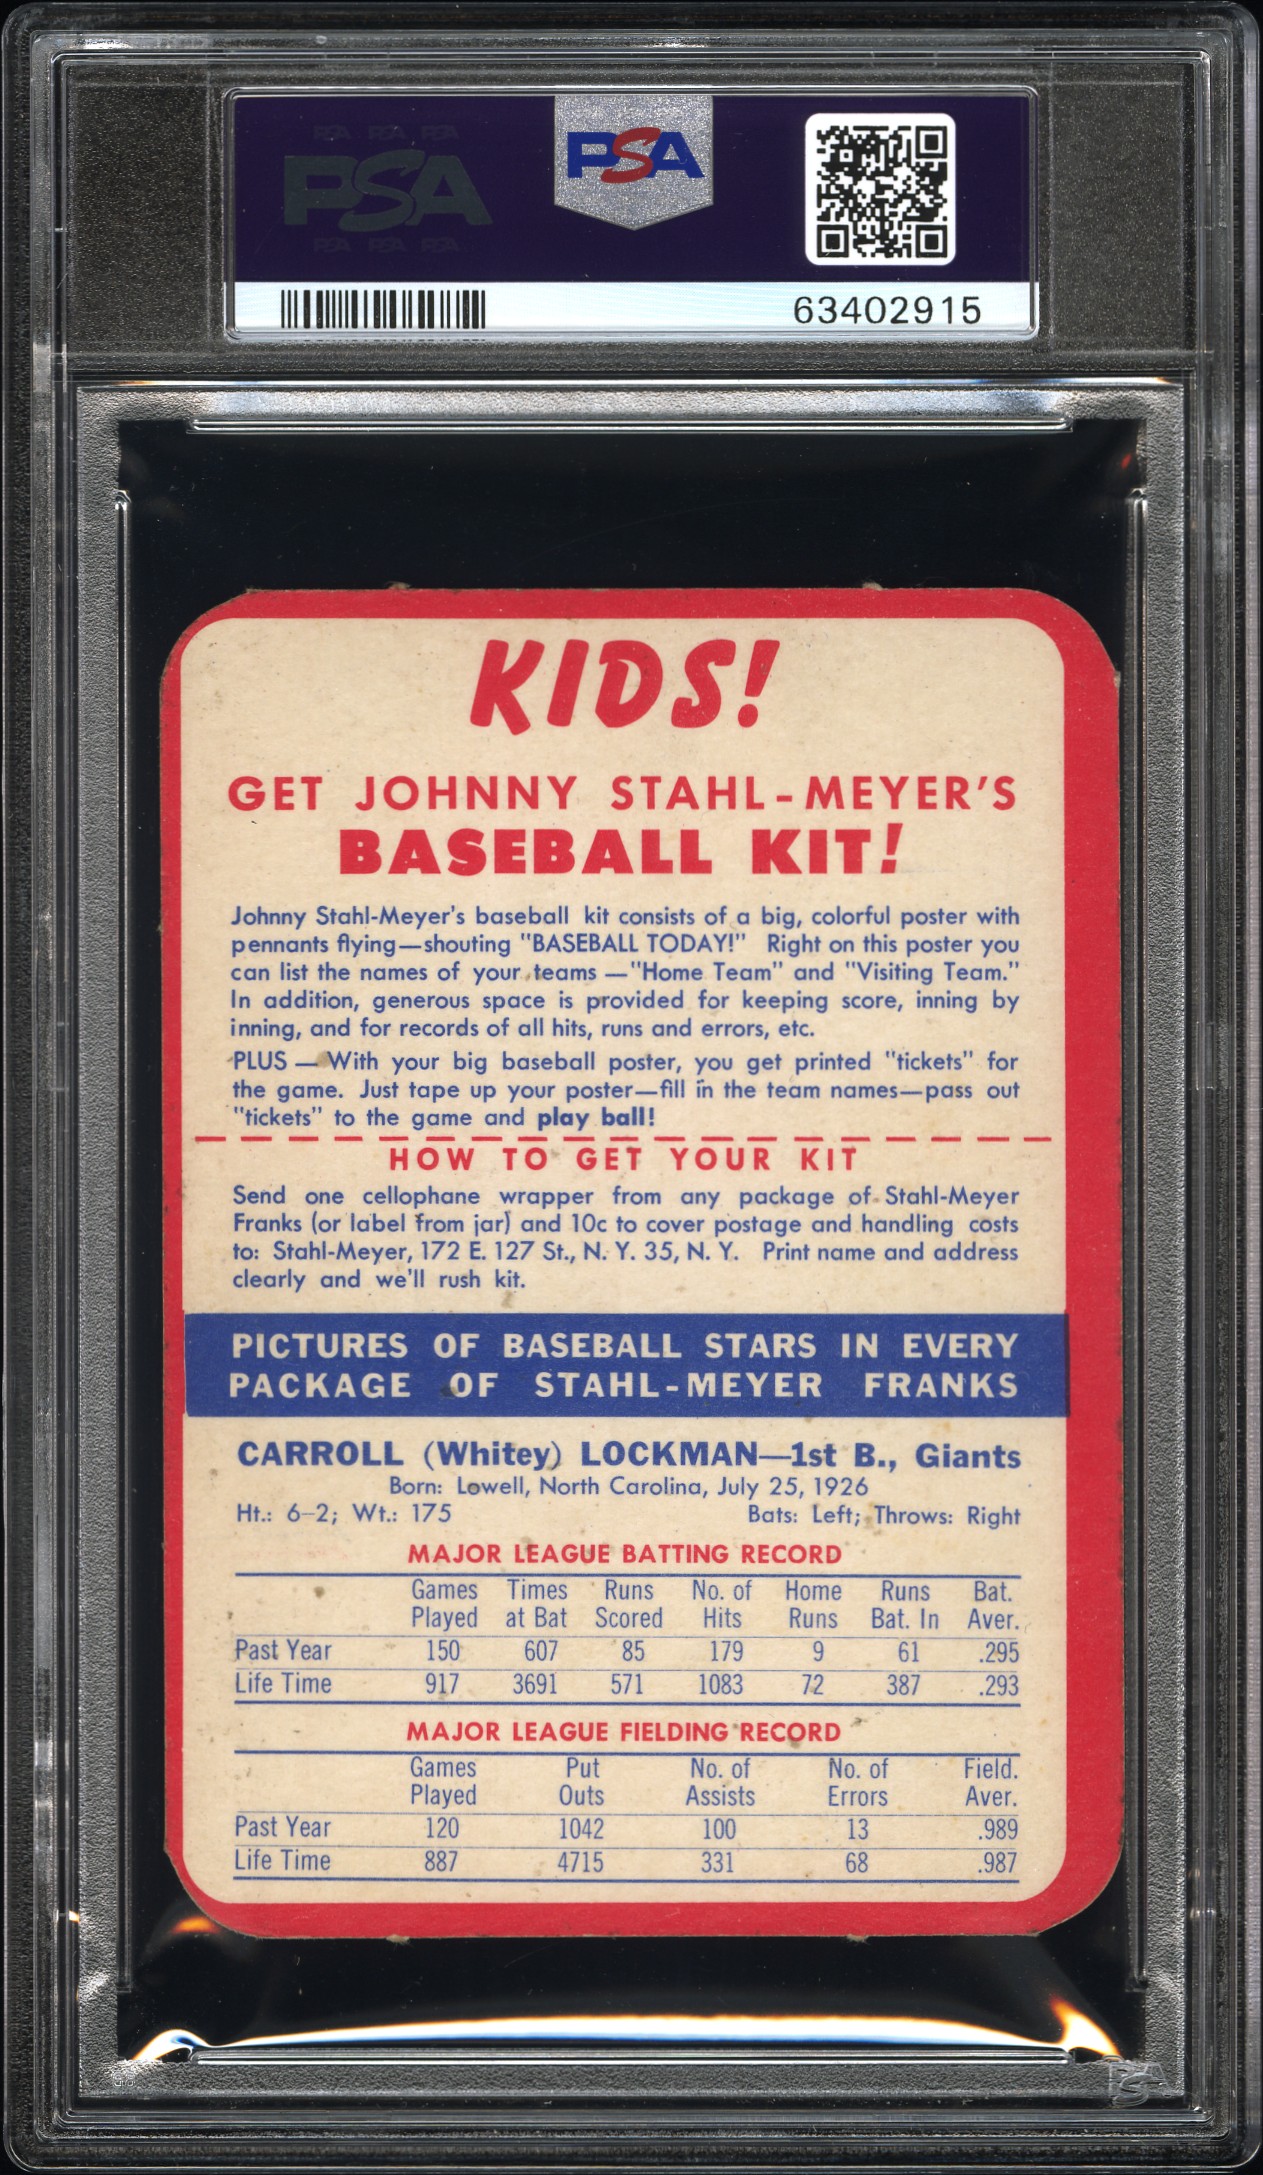 PSA PSA PSA
PSA
PSA PSA PSA
PSA
63402915
KIDS!
GET JOHNNY STAHL-MEYER'S
BASEBALL KIT!
Johnny Stahl-Meyer's baseball kit consists of a big, colorful poster with
pennants flying—shouting "BASEBALL TODAY!" Right on this poster you
can list the names of your teams —"Home Team" and "Visiting Team."
In addition, generous space is provided for keeping score, inning by
inning, and for records of all hits, runs and errors, etc.
PLUS — With your big baseball poster, you get printed "tickets" for
the game. Just tape up your poster—fill in the team names—pass out
"tickets" to the game and play ball!
HOW TO GET YOUR KIT
Send one cellophane wrapper from any package of Stahl-Meyer
Franks (or label from jar) and 10c to cover postage and handling costs
to: Stahl-Meyer, 172 E. 127 St., N. Y. 35, N. Y. Print name and address
clearly and we'll rush kit.
PICTURES OF BASEBALL STARS IN EVERY
PACKAGE OF STAHL-MEYER FRANKS
CARROLL (Whitey) LOCKMAN—1st B., Giants
Born: Lowell, North Carolina, July 25, 1926
Ht.: 6-2; Wt.: 175 Bats: Left; Throws: Right
MAJOR LEAGUE BATTING RECORD
Games Times Runs No. of Home Runs Bat.
Played at Bat Scored Hits Runs Bat. In Aver.
Past Year 150 607 85 179 9 61 .295
Life Time 917 3691 571 1083 72 387 .293
MAJOR LEAGUE FIELDING RECORD
Games Put No. of No. of Field.
Played Outs Assists Errors Aver.
Past Year 120 1042 100 13 .989
Life Time 887 4715 331 68 .987
PSA